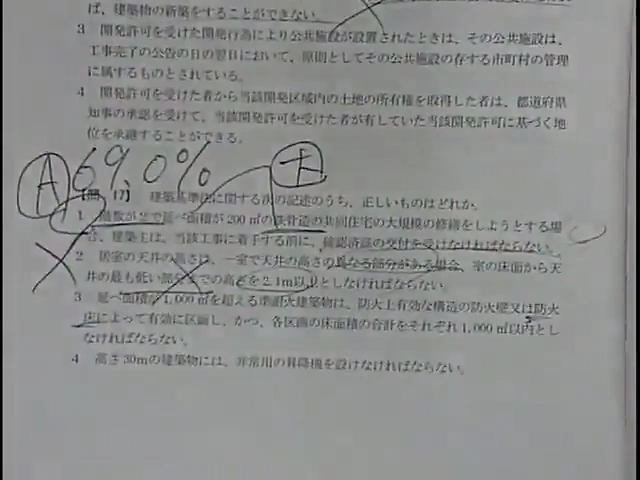 ば、建築物の新築をすることができない。
3 開発許可を受けた開発行為により公共施設が設置されたときは、その公共施設は、
工事完了の公告の日の翌日において、原則としてその公共施設の存する市町村の管理
に属するものとされている。
4 開発許可を受けた者から当該開発区域内の土地の所有権を取得した者は、都道府県
知事の承認を受けて、当該開発許可を受けた者が有していた当該開発許可に基づく地
位を承継することができる。
A 69.0%
【問 17】 建築基準法に関する次の記述のうち、正しいものはどれか。
1 階数が2で延べ面積が200㎡の鉄骨造の共同住宅の大規模の修繕をしようとする場
合、建築主は、当該工事に着手する前に、確認済証の交付を受けなければならない。
2 居室の天井の高さは、一室で天井の高さの異なる部分がある場合、室の床面から天
井の最も低い部分までの高さを2.1m以上としなければならない。
3 延べ面積が1,000㎡を超える準耐火建築物は、防火上有効な構造の防火壁又は防火
床によって有効に区画し、かつ、各区画の床面積の合計をそれぞれ1,000㎡以内とし
なければならない。
4 高さ30mの建築物には、非常用の昇降機を設けなければならない。